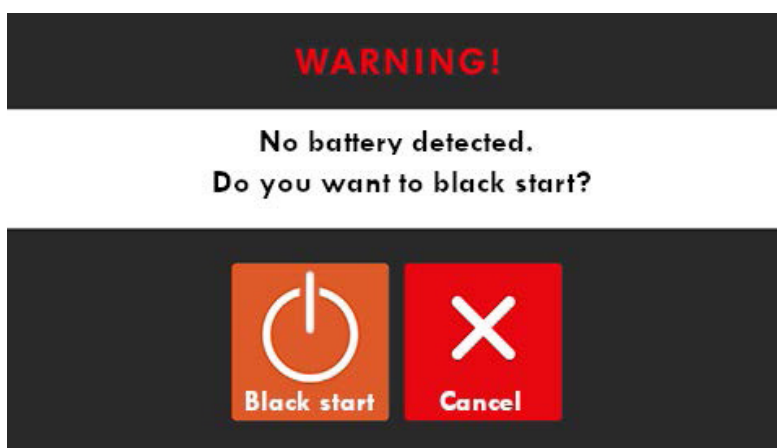 WARNING!
No battery detected.
Do you want to black start?
Black start
Cancel